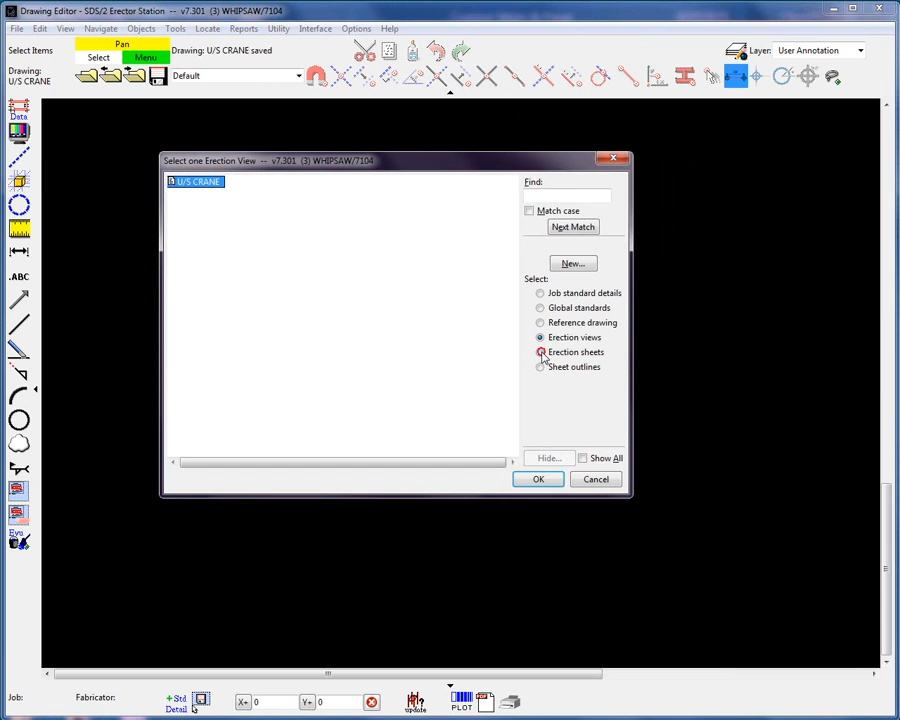 Drawing Editor - SDS/2 Erector Station -- v7.301 (3) WHIPSAW/7104
File Edit View Navigate Objects Tools Locate Reports Utility Interface Options Help
Select Items
Pan
Select Menu
Drawing: U/S CRANE saved
Layer: User Annotation
Drawing:
U/S CRANE
Default
Data
.ABC
Select one Erection View -- v7.301 (3) WHIPSAW/7104
U/S CRANE
Find:
Match case
Next Match
New...
Select:
Job standard details
Global standards
Reference drawing
Erection views
Erection sheets
Sheet outlines
Hide... Show All
OK Cancel
Job: Fabricator:
+Std
Detail
X+ 0 Y+ 0
update
PLOT
PDF